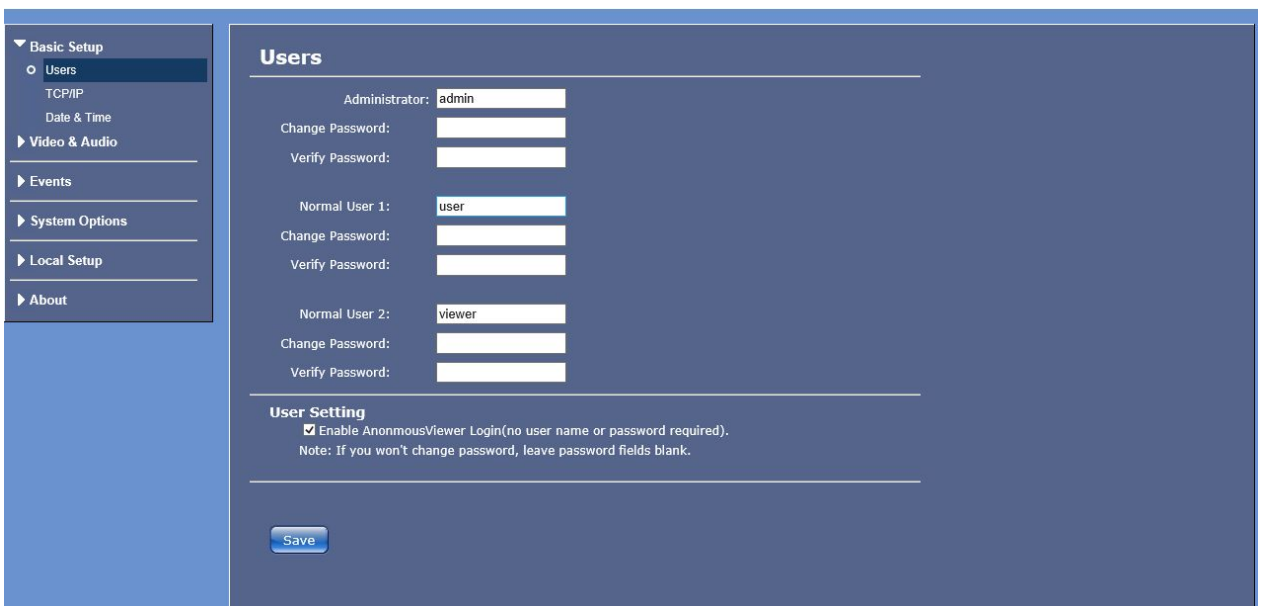 Basic Setup
Users
TCP/IP
Date & Time
Video & Audio
Events
System Options
Local Setup
About
Users
Administrator: admin
Change Password:
Verify Password:
Normal User 1: user
Change Password:
Verify Password:
Normal User 2: viewer
Change Password:
Verify Password:
User Setting
Enable AnonmousViewer Login(no user name or password required).
Note: If you won't change password, leave password fields blank.
Save